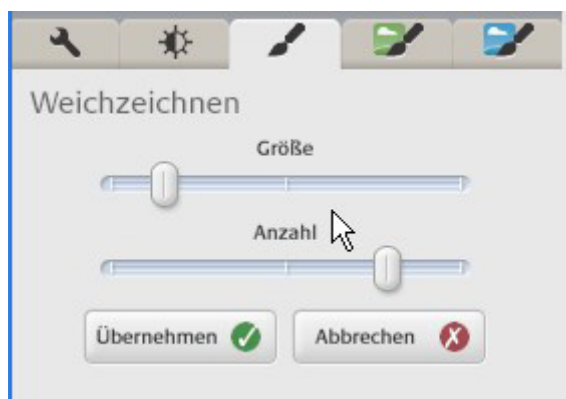 Weichzeichnen
Größe
Anzahl
Übernehmen
Abbrechen